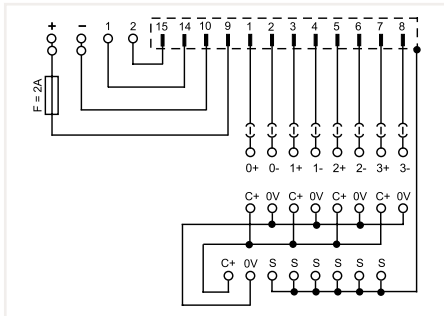 + − 1 2 15 14 10 9 1 2 3 4 5 6 7 8
F = 2A
0+ 0- 1+ 1- 2+ 2- 3+ 3-
C+ 0V C+ 0V C+ 0V C+ 0V
C+ 0V S S S S S S